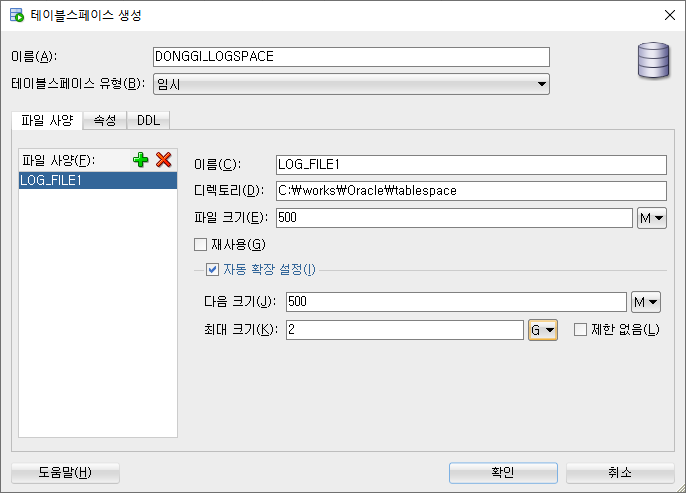 테이블스페이스 생성
이름(A): DONGGI_LOGSPACE
테이블스페이스 유형(B): 임시
파일 사양 속성 DDL
파일 사양(F):
LOG_FILE1
이름(C): LOG_FILE1
디렉토리(D): C:₩works₩Oracle₩tablespace
파일 크기(E): 500 M
재사용(G)
자동 확장 설정(I)
다음 크기(J): 500 M
최대 크기(K): 2 G 제한 없음(L)
도움말(H) 확인 취소